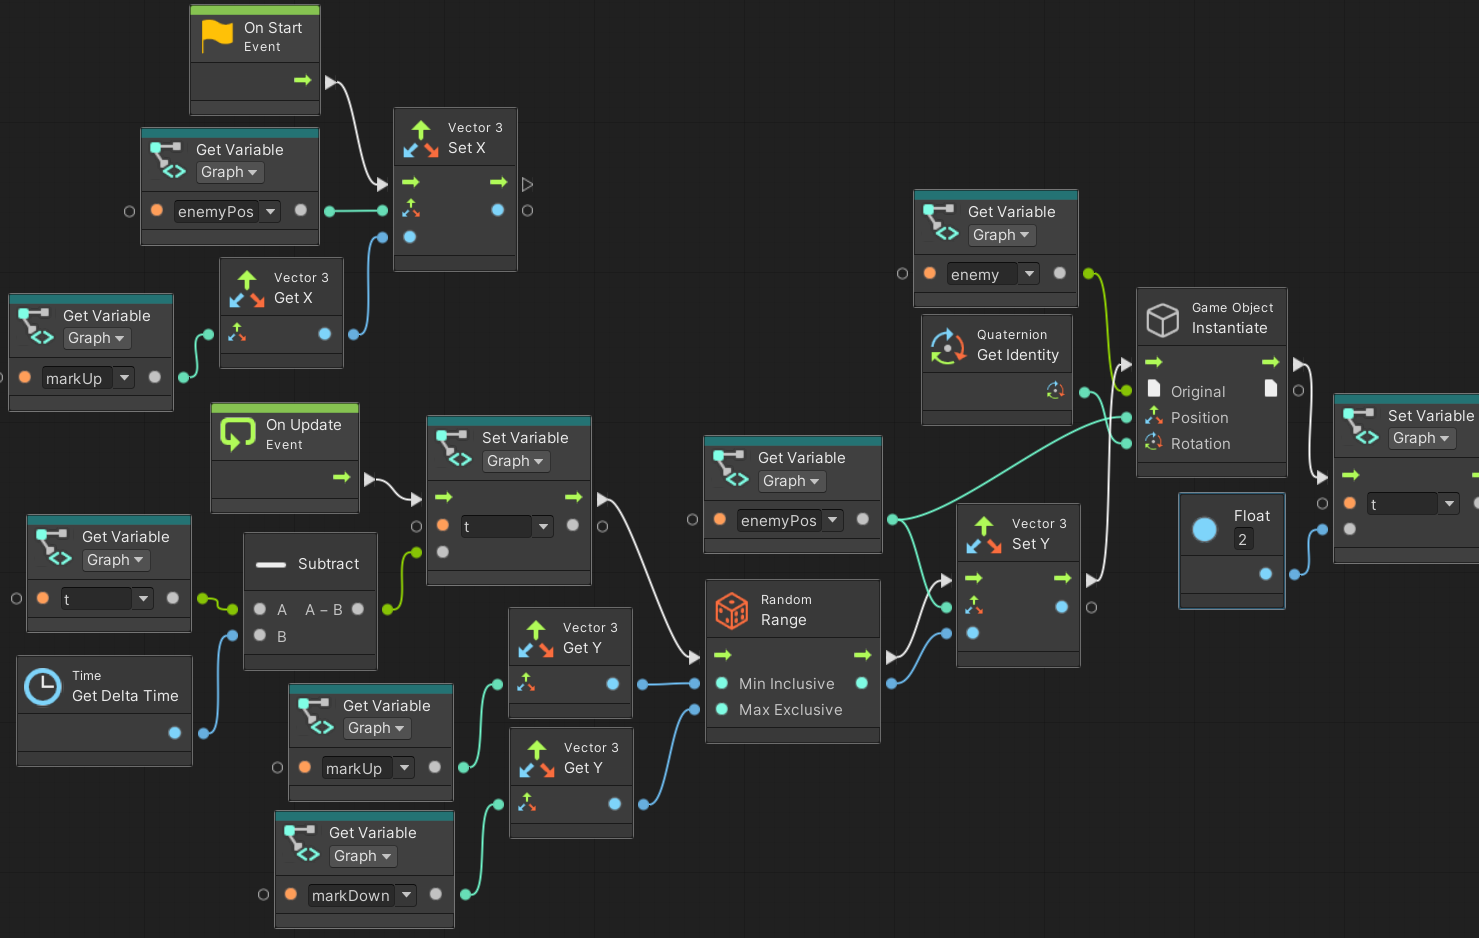 On Start
Event
Vector 3
Set X
Get Variable
Graph
enemyPos
Vector 3
Get X
Get Variable
Graph
markUp
Get Variable
Graph
enemy
Quaternion
Get Identity
Game Object
Instantiate
Original
Position
Rotation
On Update
Event
Set Variable
Graph
t
Get Variable
Graph
enemyPos
Vector 3
Set Y
Set Variable
Graph
t
Float
2
Get Variable
Graph
t
Subtract
A A – B
B
Time
Get Delta Time
Vector 3
Get Y
Random
Range
Min Inclusive
Max Exclusive
Get Variable
Graph
markUp
Vector 3
Get Y
Get Variable
Graph
markDown